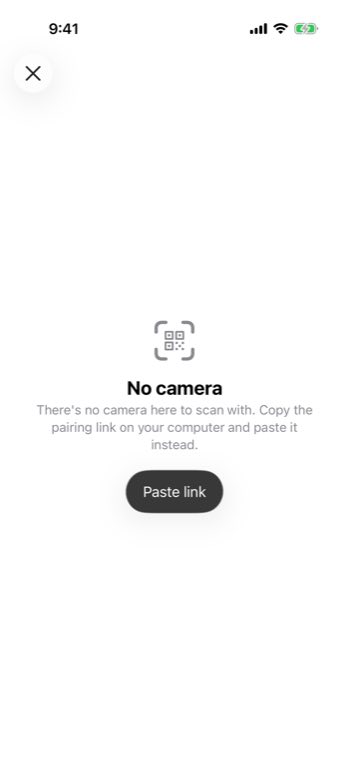 9:41
No camera
There's no camera here to scan with. Copy the
pairing link on your computer and paste it
instead.
Paste link